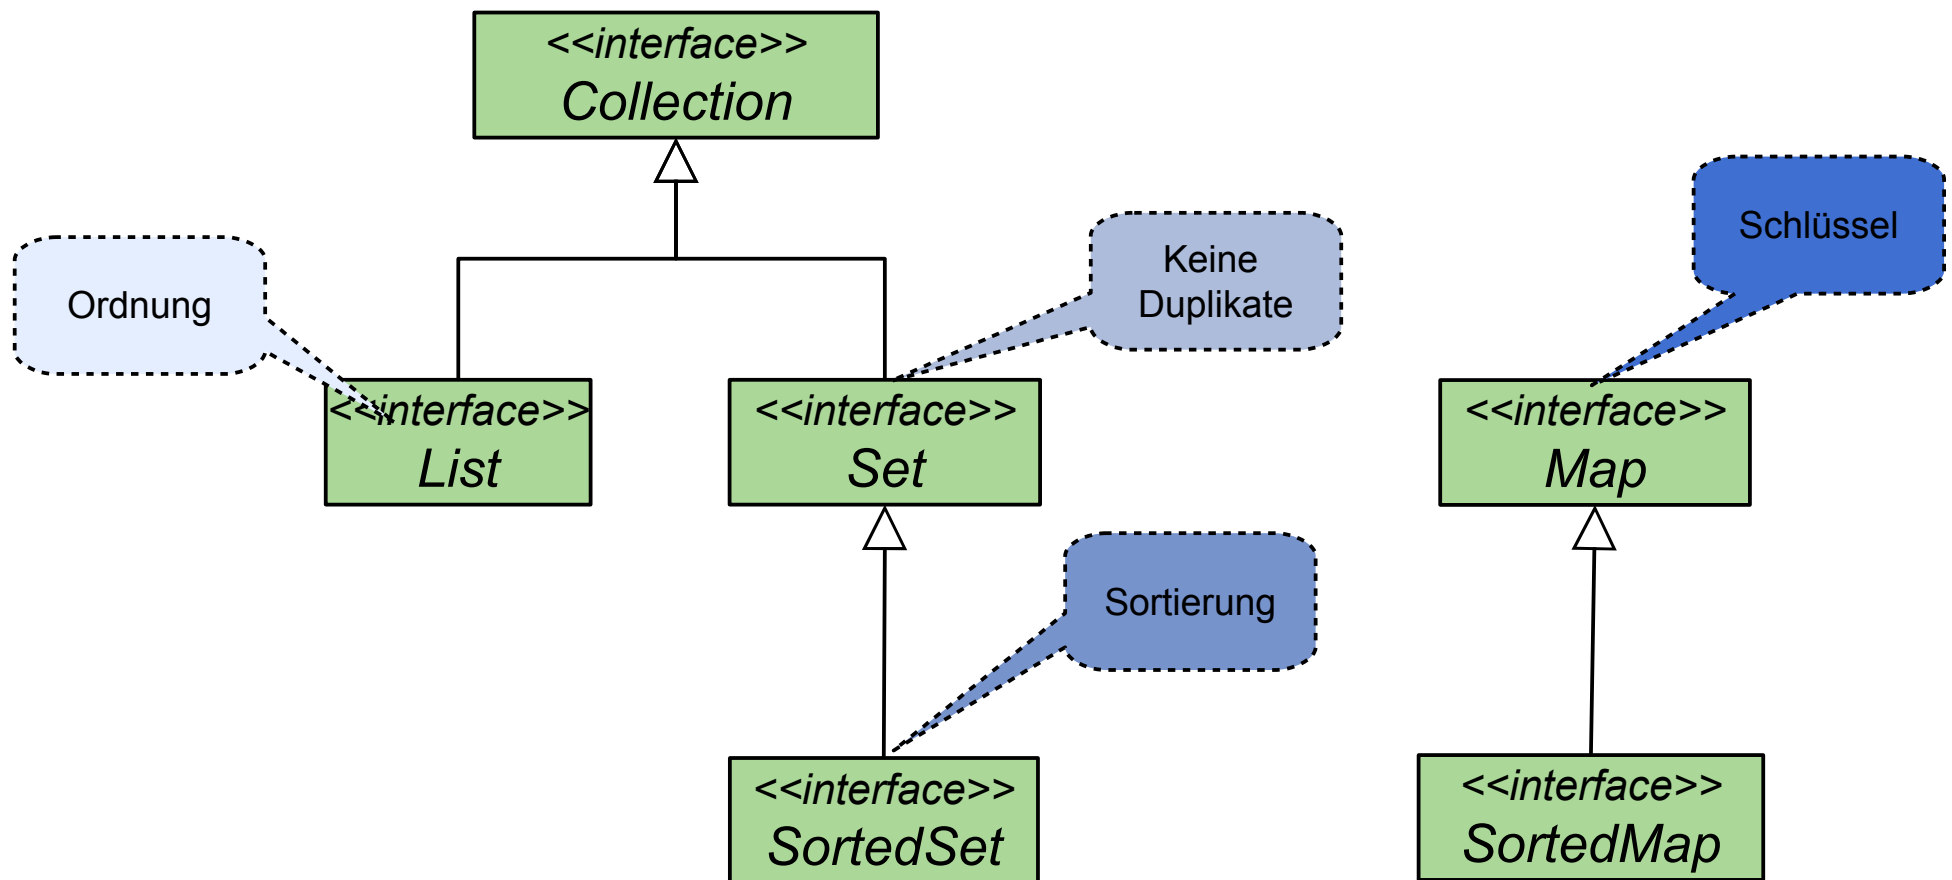 <<interface>>
Collection
Schlüssel
Keine
Duplikate
Ordnung
<<interface>>
List
<<interface>>
Set
<<interface>>
Map
Sortierung
<<interface>>
SortedSet
<<interface>>
SortedMap